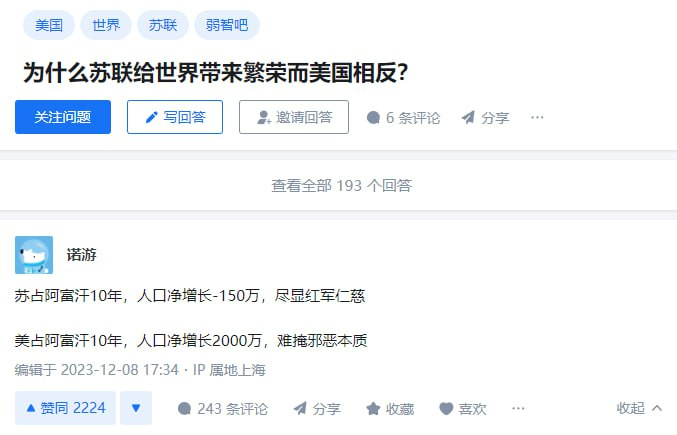 美国 世界 苏联 弱智吧
为什么苏联给世界带来繁荣而美国相反？
关注问题 写回答 邀请回答 6 条评论 分享 ···
查看全部 193 个回答
诺游
苏占阿富汗10年，人口净增长-150万，尽显红军仁慈
美占阿富汗10年，人口净增长2000万，难掩邪恶本质
编辑于 2023-12-08 17:34 · IP 属地上海
赞同 2224 243 条评论 分享 收藏 喜欢 ··· 收起